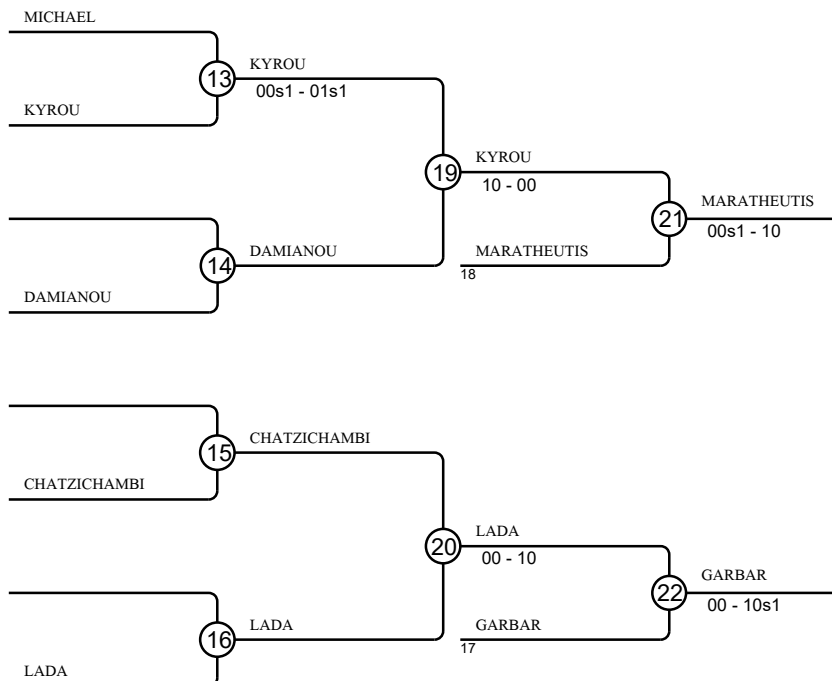 MICHAEL
13
KYROU
00s1 - 01s1
KYROU
19
KYROU
10 - 00
21
MARATHEUTIS
00s1 - 10
14
DAMIANOU
MARATHEUTIS
18
DAMIANOU
15
CHATZICHAMBI
CHATZICHAMBI
20
LADA
00 - 10
22
GARBAR
00 - 10s1
16
LADA
GARBAR
17
LADA